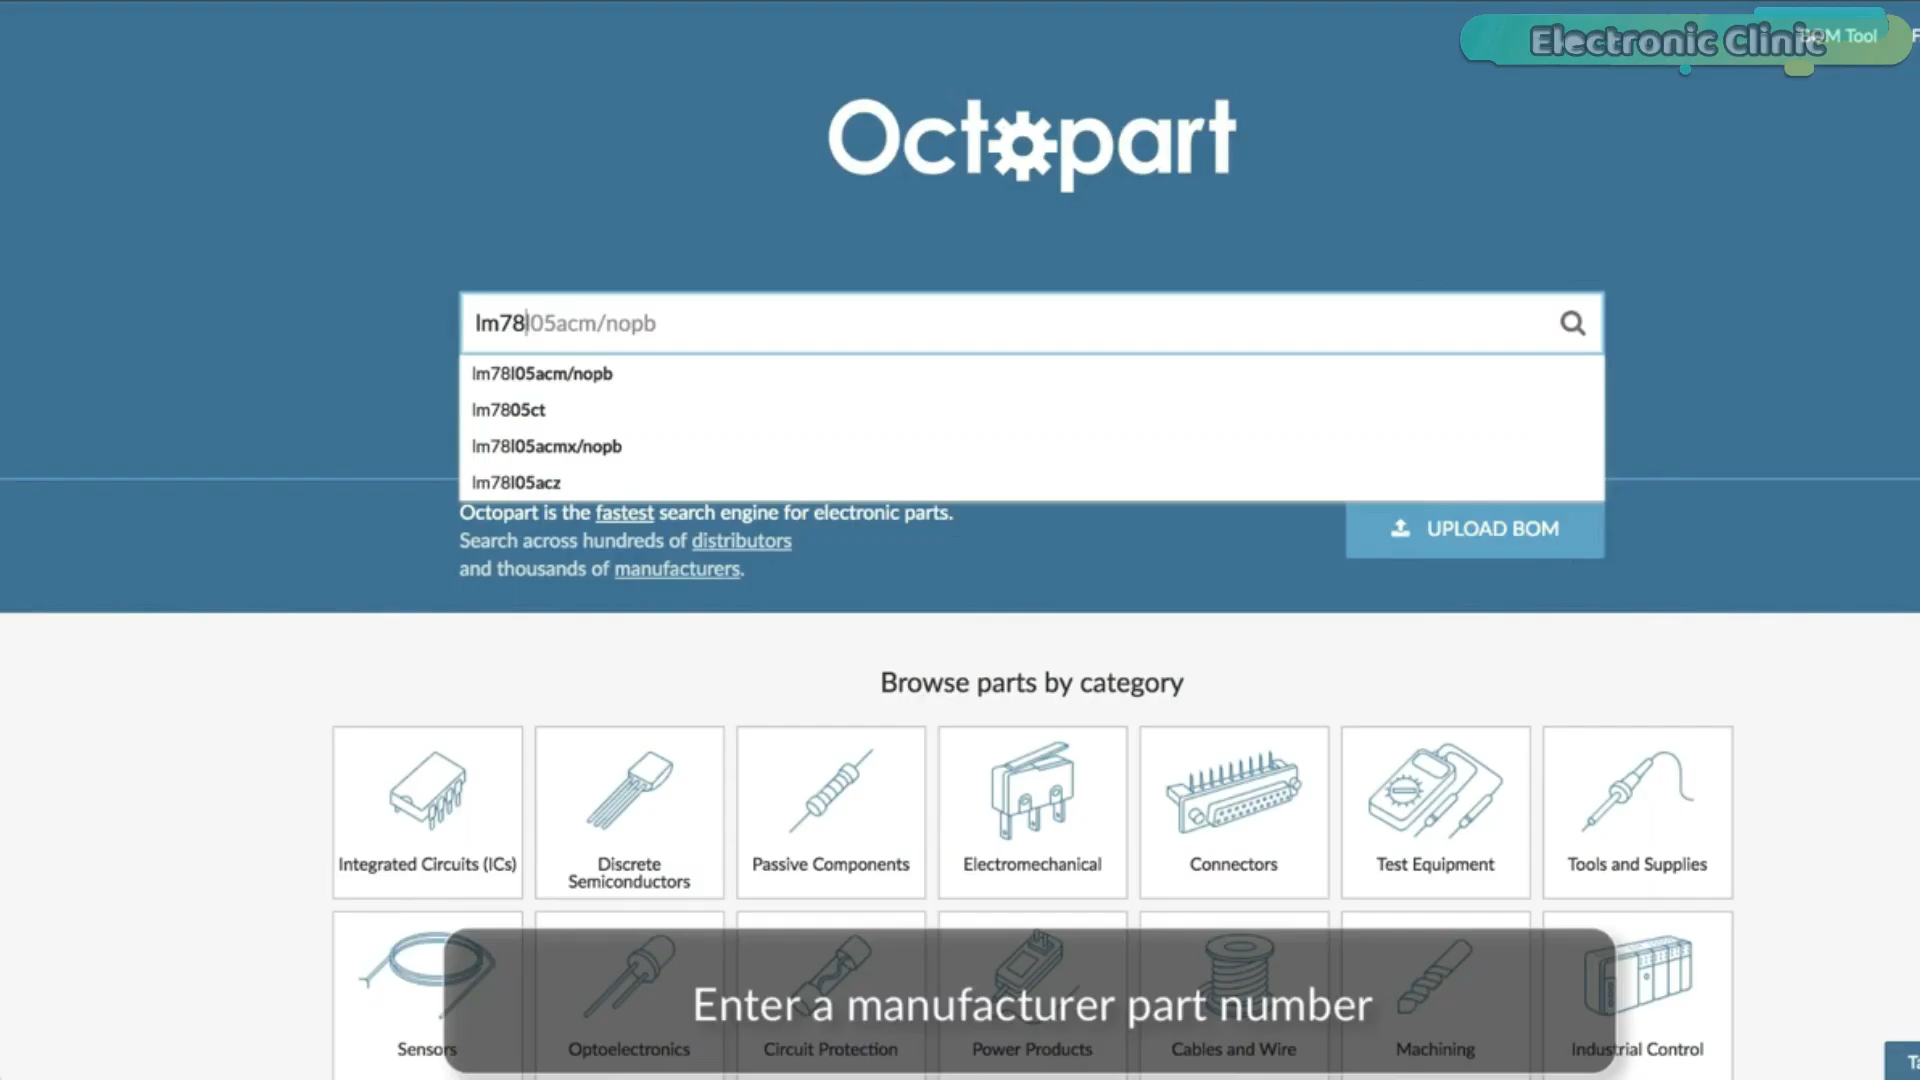 Electronic Clinic
BOM Tool
Octopart
lm78l05acm/nopb
lm78l05acm/nopb
lm7805ct
lm78l05acmx/nopb
lm78l05acz
Octopart is the fastest search engine for electronic parts.
Search across hundreds of distributors
and thousands of manufacturers.
UPLOAD BOM
Browse parts by category
Integrated Circuits (ICs)
Discrete
Semiconductors
Passive Components
Electromechanical
Connectors
Test Equipment
Tools and Supplies
Enter a manufacturer part number
Sensors
Optoelectronics
Circuit Protection
Power Products
Cables and Wire
Machining
Industrial Control